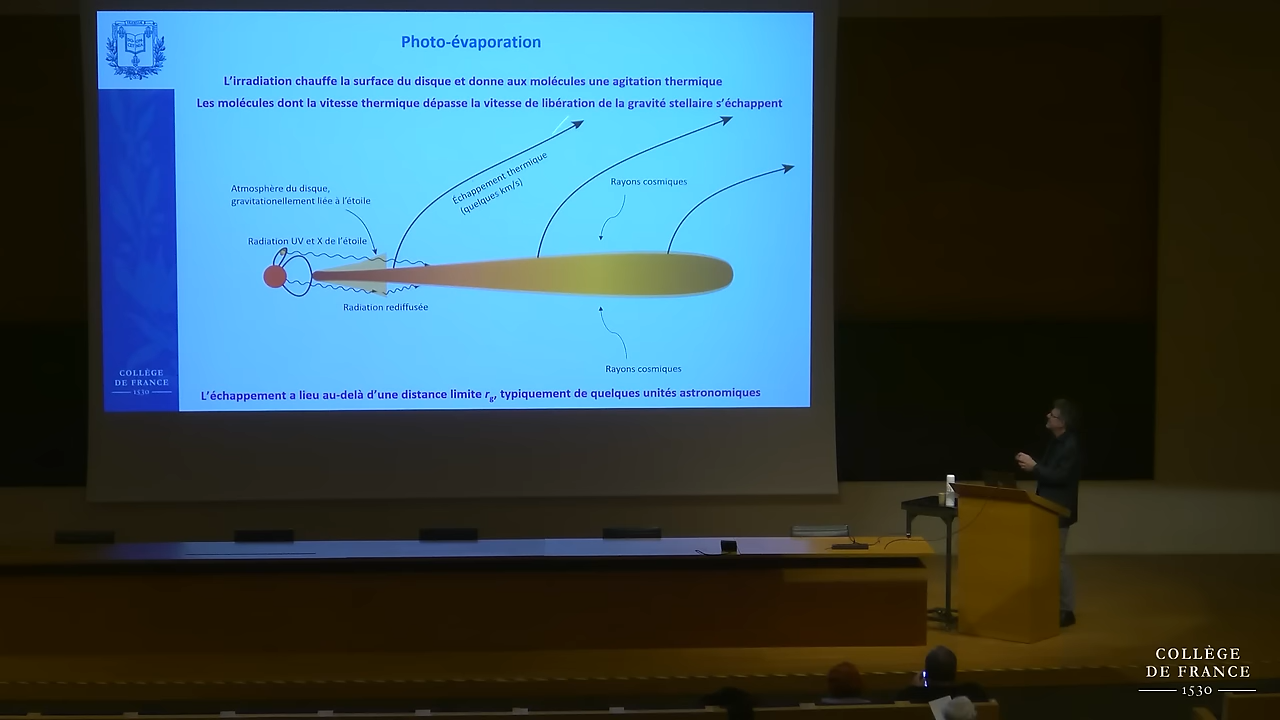 Photo-évaporation
L'irradiation chauffe la surface du disque et donne aux molécules une agitation thermique
Les molécules dont la vitesse thermique dépasse la vitesse de libération de la gravité stellaire s'échappent
Échappement thermique
(quelques km/s)
Rayons cosmiques
Atmosphère du disque,
gravitationellement liée à l'étoile
Radiation UV et X de l'étoile
Radiation rediffusée
Rayons cosmiques
L'échappement a lieu au-delà d'une distance limite rg, typiquement de quelques unités astronomiques
COLLÈGE
DE FRANCE
1530
COLLÈGE
DE FRANCE
1530